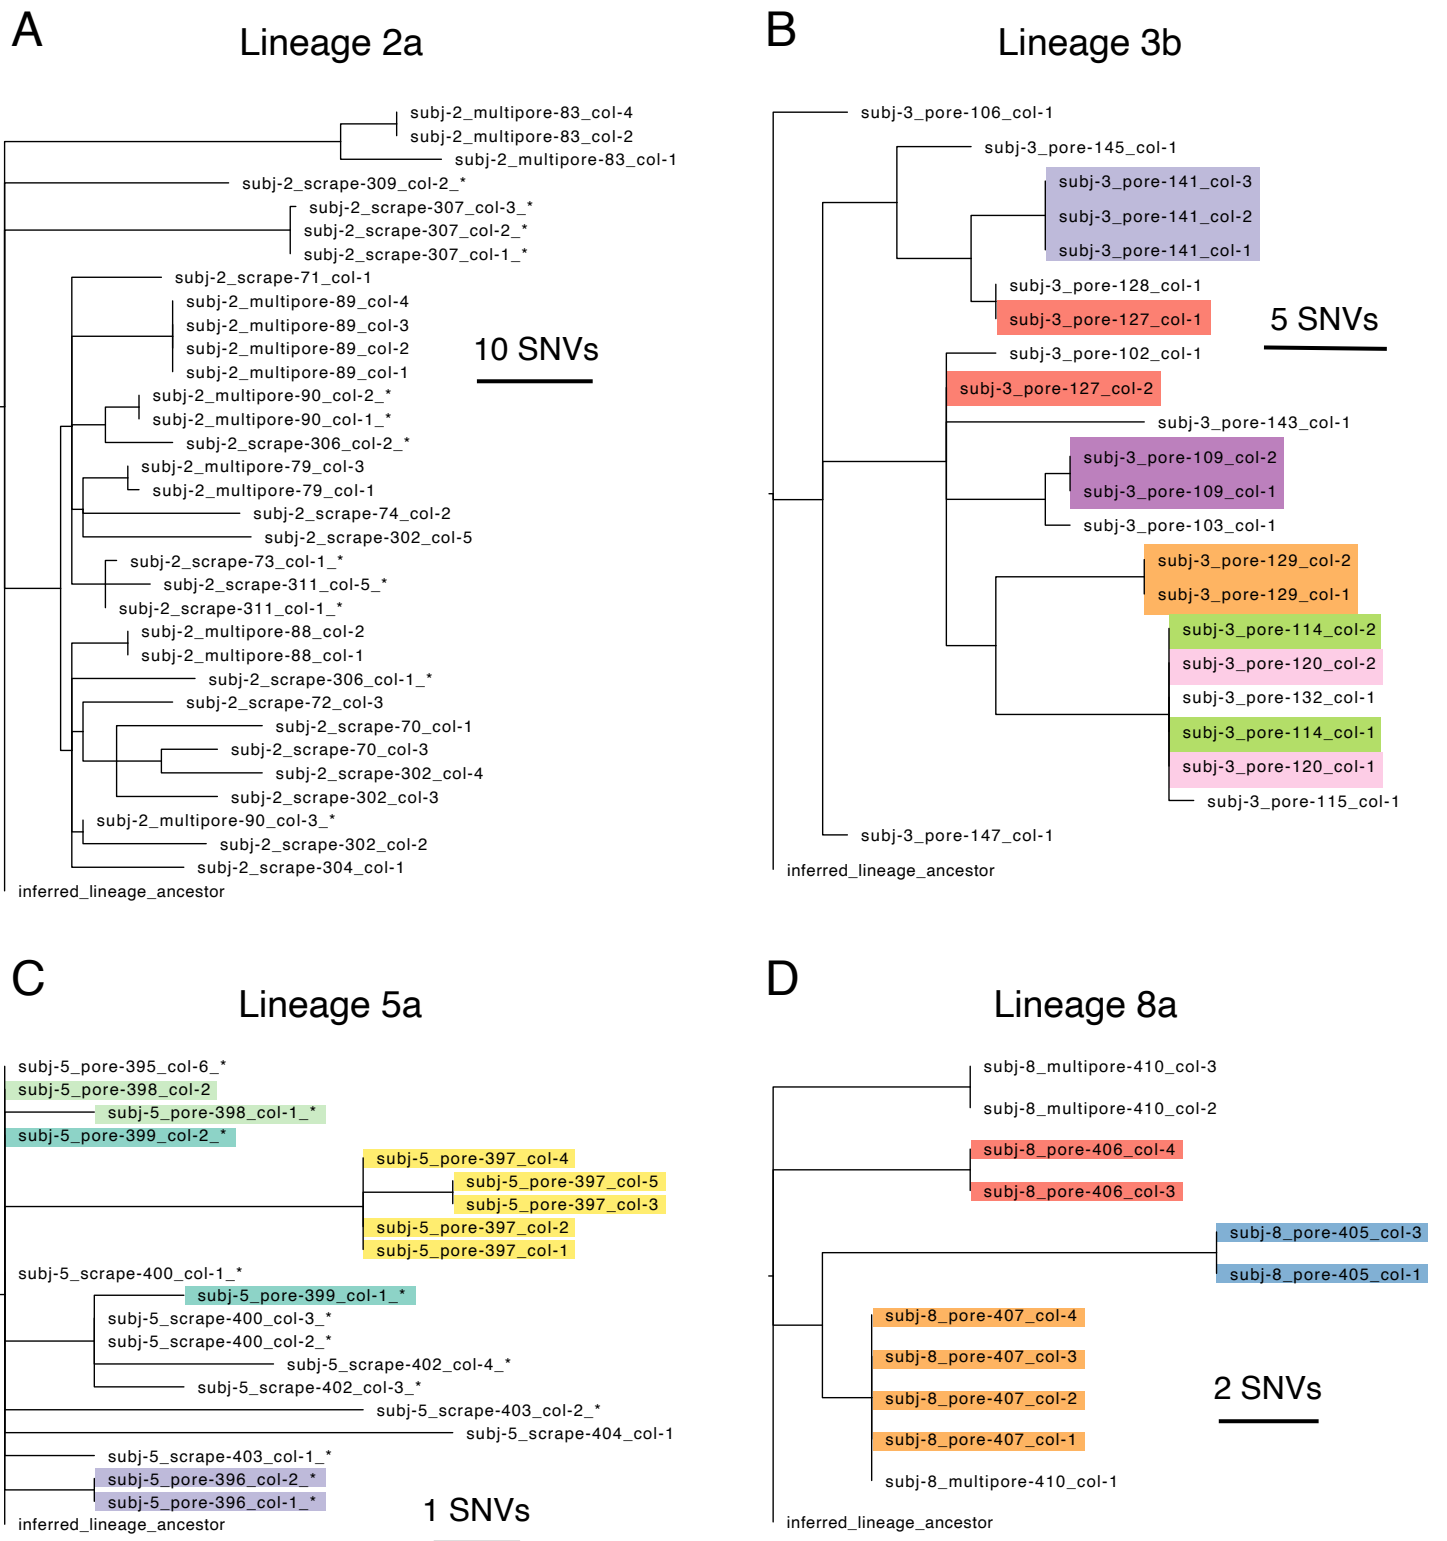 A
Lineage 2a
subj-2_multipore-83_col-4
subj-2_multipore-83_col-2
subj-2_multipore-83_col-1
subj-2_scrape-309_col-2_*
subj-2_scrape-307_col-3_*
subj-2_scrape-307_col-2_*
subj-2_scrape-307_col-1_*
subj-2_scrape-71_col-1
subj-2_multipore-89_col-4
subj-2_multipore-89_col-3
subj-2_multipore-89_col-2
subj-2_multipore-89_col-1
subj-2_multipore-90_col-2_*
subj-2_multipore-90_col-1_*
subj-2_scrape-306_col-2_*
subj-2_multipore-79_col-3
subj-2_multipore-79_col-1
subj-2_scrape-74_col-2
subj-2_scrape-302_col-5
subj-2_scrape-73_col-1_*
subj-2_scrape-311_col-5_*
subj-2_scrape-311_col-1_*
subj-2_multipore-88_col-2
subj-2_multipore-88_col-1
subj-2_scrape-306_col-1_*
subj-2_scrape-72_col-3
subj-2_scrape-70_col-1
subj-2_scrape-70_col-3
subj-2_scrape-302_col-4
subj-2_scrape-302_col-3
subj-2_multipore-90_col-3_*
subj-2_scrape-302_col-2
subj-2_scrape-304_col-1
inferred_lineage_ancestor
10 SNVs
B
Lineage 3b
subj-3_pore-106_col-1
subj-3_pore-145_col-1
subj-3_pore-141_col-3
subj-3_pore-141_col-2
subj-3_pore-141_col-1
subj-3_pore-128_col-1
subj-3_pore-127_col-1
subj-3_pore-102_col-1
subj-3_pore-127_col-2
subj-3_pore-143_col-1
subj-3_pore-109_col-2
subj-3_pore-109_col-1
subj-3_pore-103_col-1
subj-3_pore-129_col-2
subj-3_pore-129_col-1
subj-3_pore-114_col-2
subj-3_pore-120_col-2
subj-3_pore-132_col-1
subj-3_pore-114_col-1
subj-3_pore-120_col-1
subj-3_pore-115_col-1
subj-3_pore-147_col-1
inferred_lineage_ancestor
5 SNVs
C
Lineage 5a
subj-5_pore-395_col-6_*
subj-5_pore-398_col-2
subj-5_pore-398_col-1_*
subj-5_pore-399_col-2_*
subj-5_pore-397_col-4
subj-5_pore-397_col-5
subj-5_pore-397_col-3
subj-5_pore-397_col-2
subj-5_pore-397_col-1
subj-5_scrape-400_col-1_*
subj-5_pore-399_col-1_*
subj-5_scrape-400_col-3_*
subj-5_scrape-400_col-2_*
subj-5_scrape-402_col-4_*
subj-5_scrape-402_col-3_*
subj-5_scrape-403_col-2_*
subj-5_scrape-404_col-1
subj-5_scrape-403_col-1_*
subj-5_pore-396_col-2_*
subj-5_pore-396_col-1_*
inferred_lineage_ancestor
1 SNVs
D
Lineage 8a
subj-8_multipore-410_col-3
subj-8_multipore-410_col-2
subj-8_pore-406_col-4
subj-8_pore-406_col-3
subj-8_pore-405_col-3
subj-8_pore-405_col-1
subj-8_pore-407_col-4
subj-8_pore-407_col-3
subj-8_pore-407_col-2
subj-8_pore-407_col-1
subj-8_multipore-410_col-1
inferred_lineage_ancestor
2 SNVs